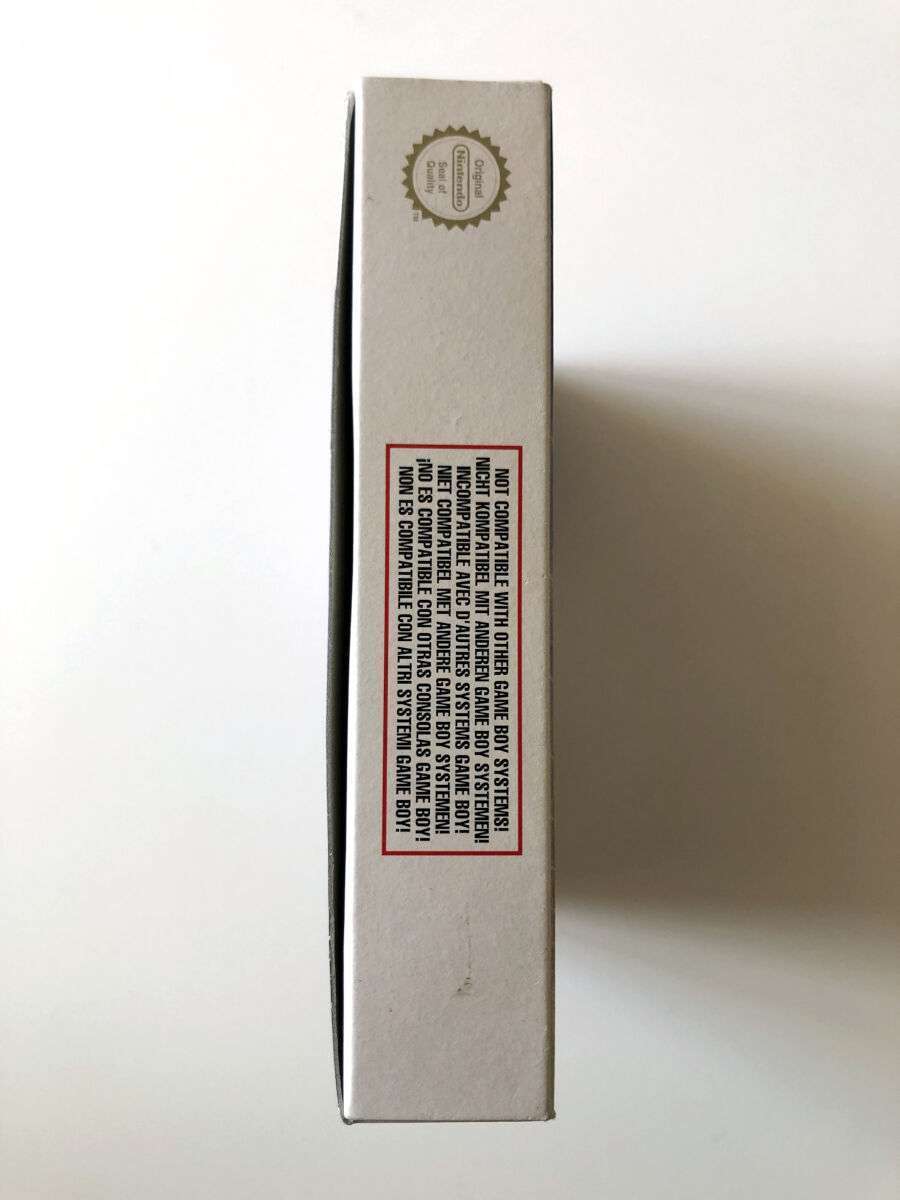 Original
Nintendo
Seal of
Quality
TM
NOT COMPATIBLE WITH OTHER GAME BOY SYSTEMS!
NICHT KOMPATIBEL MIT ANDEREN GAME BOY SYSTEMEN!
INCOMPATIBLE AVEC D'AUTRES SYSTEMS GAME BOY!
NIET COMPATIBEL MET ANDERE GAME BOY SYSTEMEN!
¡NO ES COMPATIBLE CON OTRAS CONSOLAS GAME BOY!
NON ES COMPATIBILE CON ALTRI SYSTEMI GAME BOY!